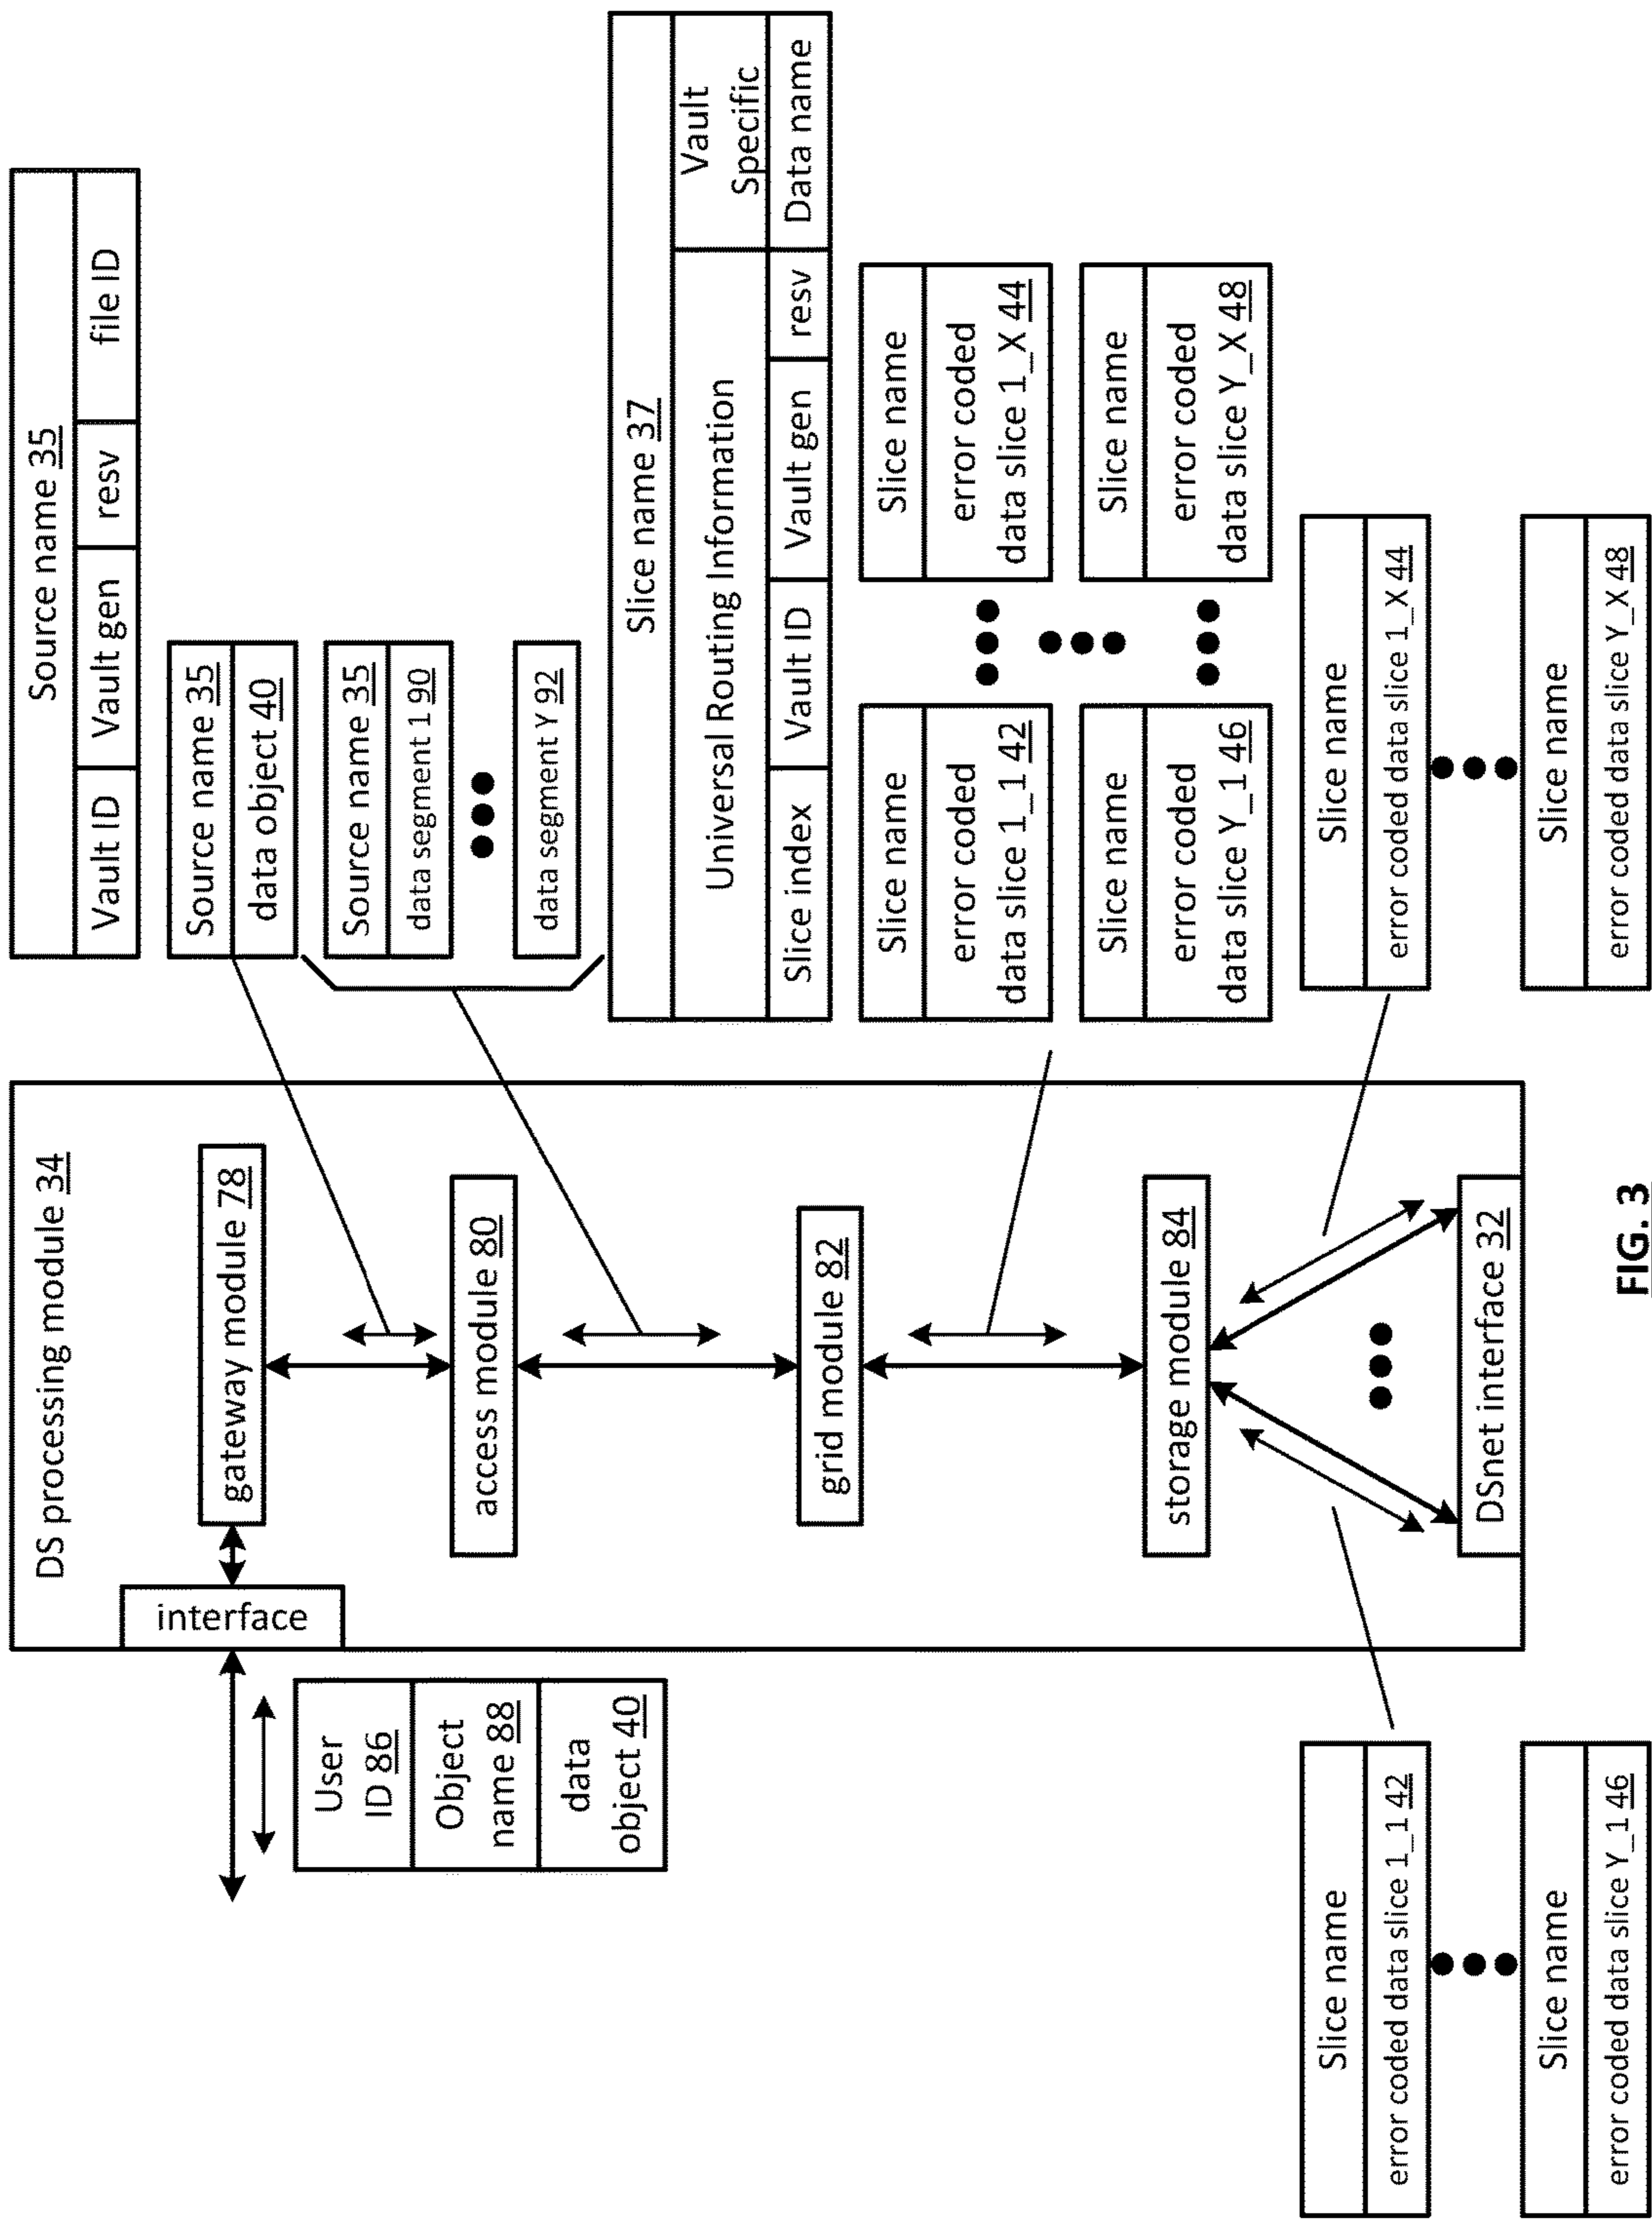 DS processing module 34
interface
gateway module 78
access module 80
grid module 82
storage module 84
DSnet interface 32
User
ID 86
Object
name 88
data
object 40
Source name 35
Vault ID
Vault gen
resv
file ID
Source name 35
data object 40
Source name 35
data segment 1 90
data segment Y 92
Slice name 37
Universal Routing Information
Vault
Specific
Slice index
Vault ID
Vault gen
resv
Data name
Slice name
error coded
data slice 1_1 42
Slice name
error coded
data slice 1_X 44
Slice name
error coded
data slice Y_1 46
Slice name
error coded
data slice Y_X 48
Slice name
error coded data slice 1_1 42
Slice name
error coded data slice Y_1 46
Slice name
error coded data slice 1_X 44
Slice name
error coded data slice Y_X 48
FIG. 3